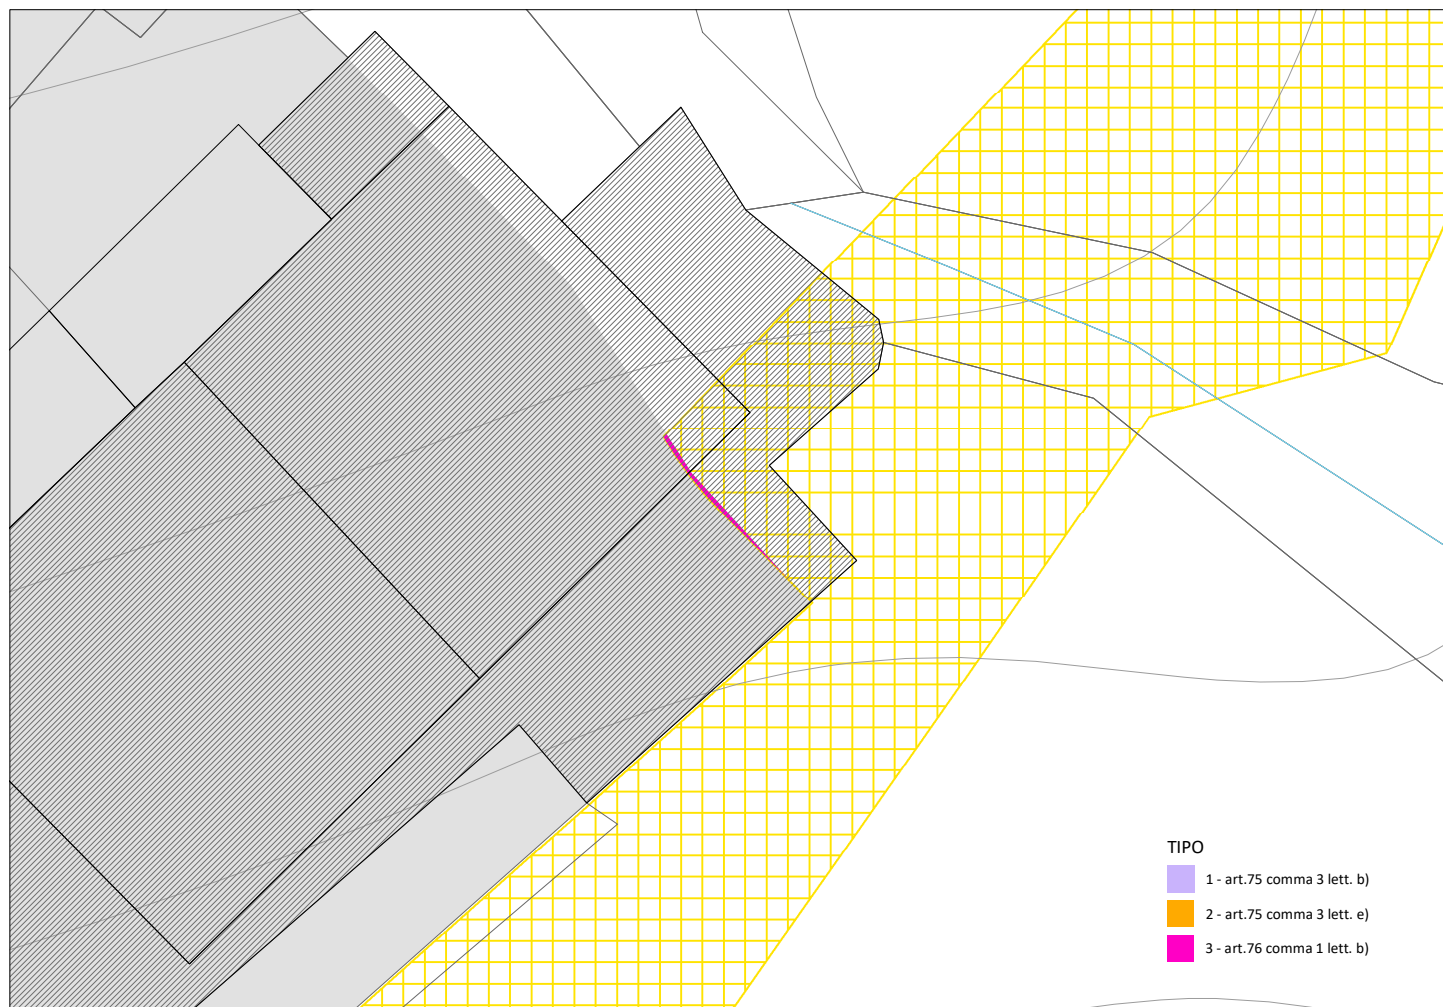 TIPO
1 - art.75 comma 3 lett. b)
2 - art.75 comma 3 lett. e)
3 - art.76 comma 1 lett. b)